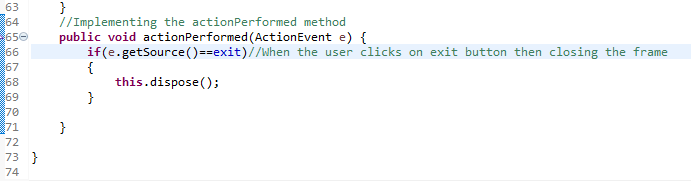 63 }
64 //Implementing the actionPerformed method
65 public void actionPerformed(ActionEvent e) {
66 if(e.getSource()==exit)//When the user clicks on exit button then closing the frame
67 {
68 this.dispose();
69 }
70
71 }
72
73 }
74